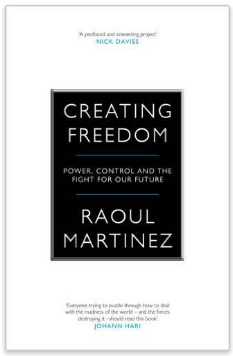 'A profound and interesting project'
NICK DAVIES
CREATING
FREEDOM
POWER, CONTROL AND THE
FIGHT FOR OUR FUTURE
RAOUL
MARTINEZ
'Everyone trying to puzzle through how to deal
with the madness of the world – and the forces
destroying it – should read this book'
JOHANN HARI